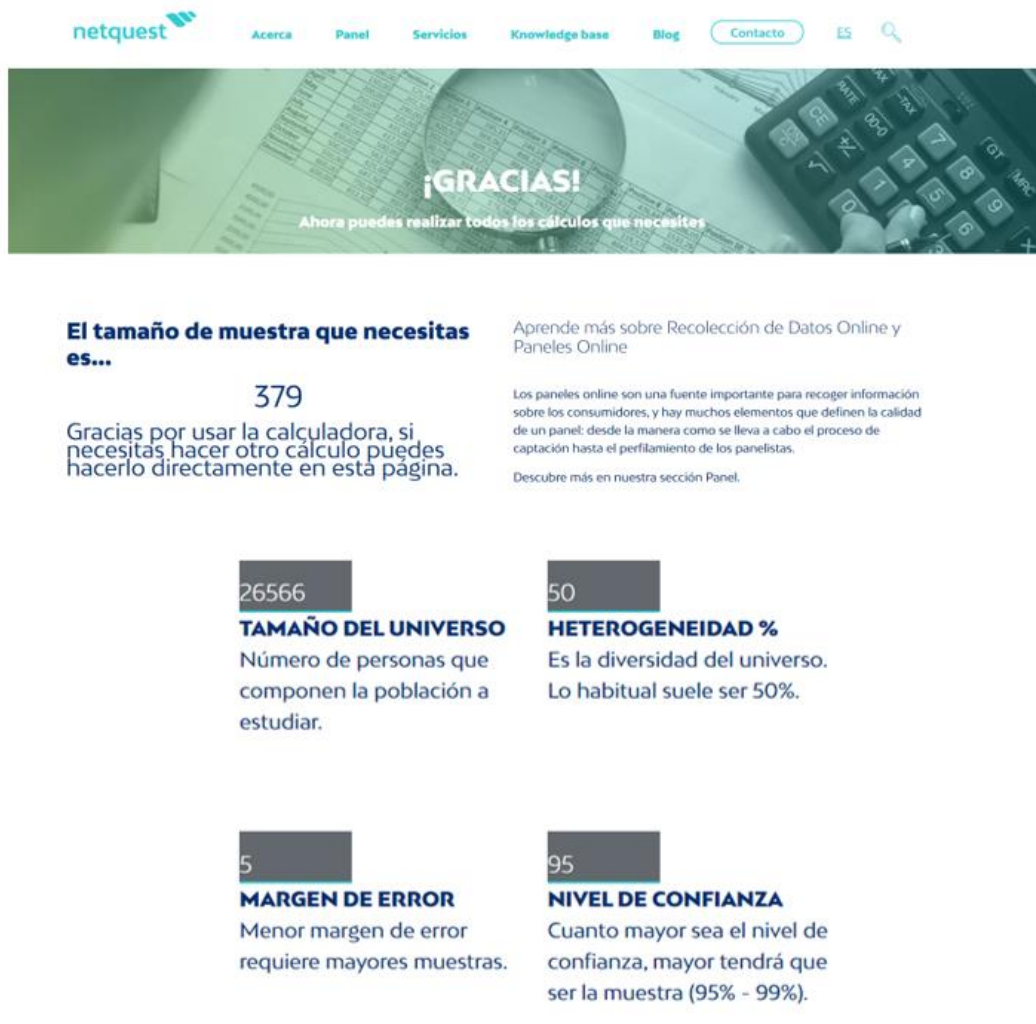 netquest
Acerca Panel Servicios Knowledge base Blog Contacto ES
¡GRACIAS!
Ahora puedes realizar todos los cálculos que necesites
El tamaño de muestra que necesitas
es...
379
Gracias por usar la calculadora, si
necesitas hacer otro cálculo puedes
hacerlo directamente en está página.
Aprende más sobre Recolección de Datos Online y
Paneles Online
Los paneles online son una fuente importante para recoger información
sobre los consumidores, y hay muchos elementos que definen la calidad
de un panel: desde la manera como se lleva a cabo el proceso de
captación hasta el perfilamiento de los panelistas.
Descubre más en nuestra sección Panel.
26566
TAMAÑO DEL UNIVERSO
Número de personas que
componen la población a
estudiar.
50
HETEROGENEIDAD %
Es la diversidad del universo.
Lo habitual suele ser 50%.
5
MARGEN DE ERROR
Menor margen de error
requiere mayores muestras.
95
NIVEL DE CONFIANZA
Cuanto mayor sea el nivel de
confianza, mayor tendrá que
ser la muestra (95% - 99%).